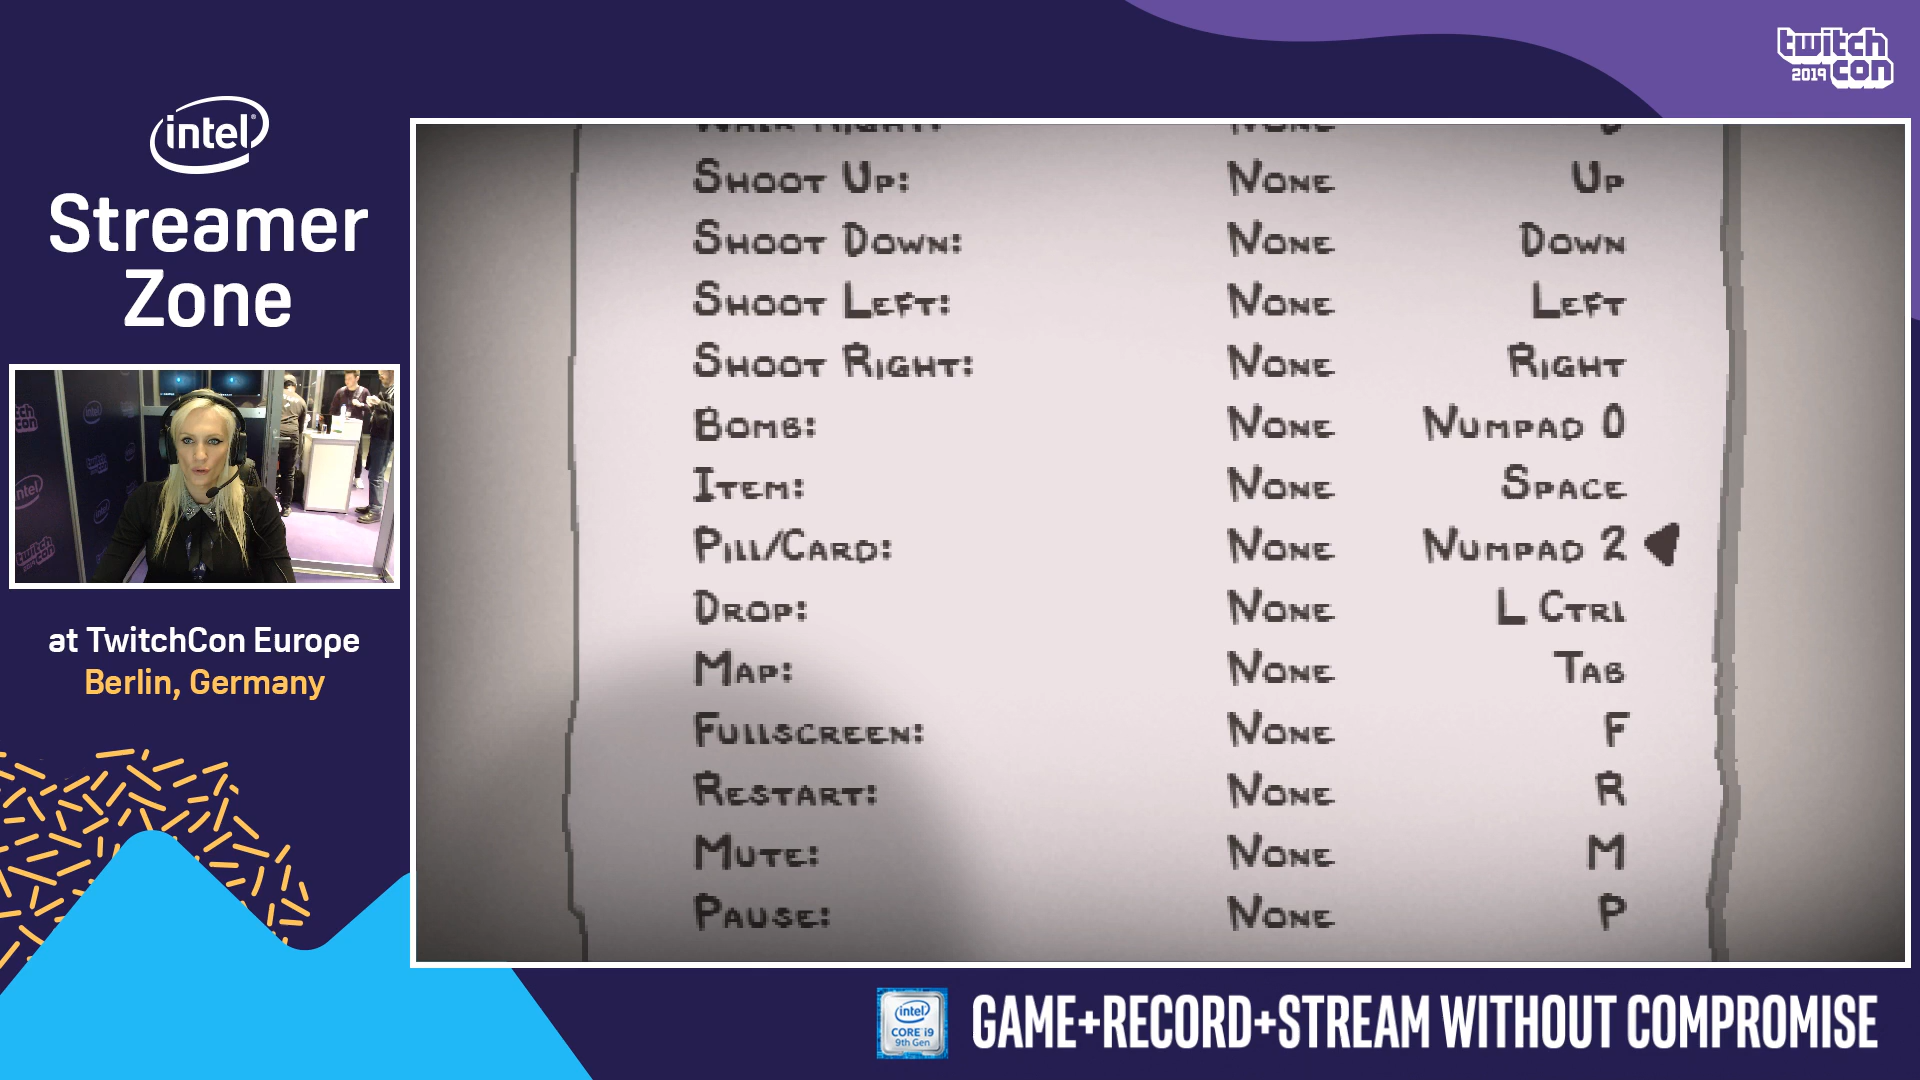 twitch
2019 con
intel
Streamer
Zone
at TwitchCon Europe
Berlin, Germany
Walk Right: None
Shoot Up: None Up
Shoot Down: None Down
Shoot Left: None Left
Shoot Right: None Right
Bomb: None Numpad 0
Item: None Space
Pill/Card: None Numpad 2
Drop: None L Ctrl
Map: None Tab
Fullscreen: None F
Restart: None R
Mute: None M
Pause: None P
intel
CORE i9
9th Gen
GAME+RECORD+STREAM WITHOUT COMPROMISE